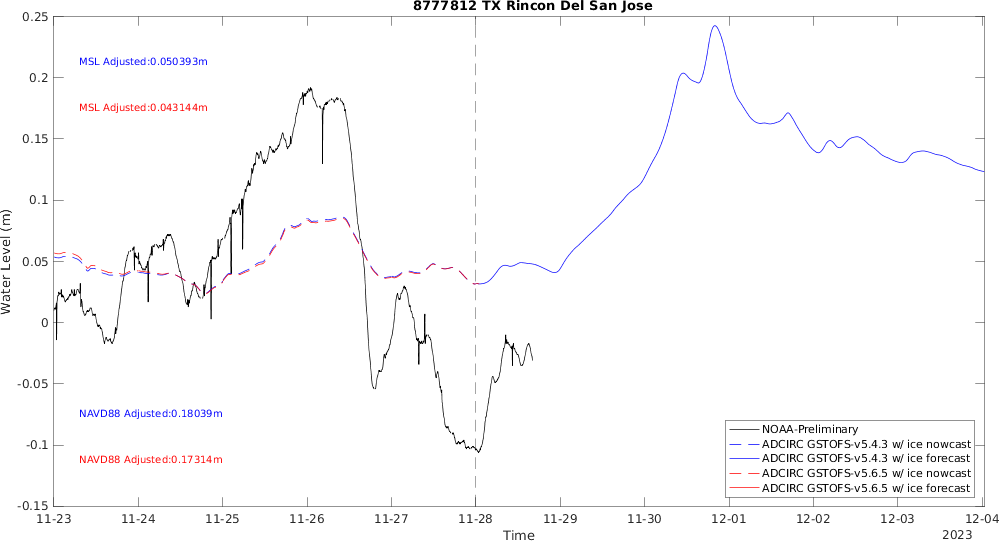 8777812 TX Rincon Del San Jose
0.25
0.2
0.15
0.1
0.05
0
-0.05
-0.1
-0.15
Water Level (m)
MSL Adjusted:0.050393m
MSL Adjusted:0.043144m
NAVD88 Adjusted:0.18039m
NAVD88 Adjusted:0.17314m
NOAA-Preliminary
ADCIRC GSTOFS-v5.4.3 w/ ice nowcast
ADCIRC GSTOFS-v5.4.3 w/ ice forecast
ADCIRC GSTOFS-v5.6.5 w/ ice nowcast
ADCIRC GSTOFS-v5.6.5 w/ ice forecast
11-23 11-24 11-25 11-26 11-27 11-28 11-29 11-30 12-01 12-02 12-03 12-04
Time
2023